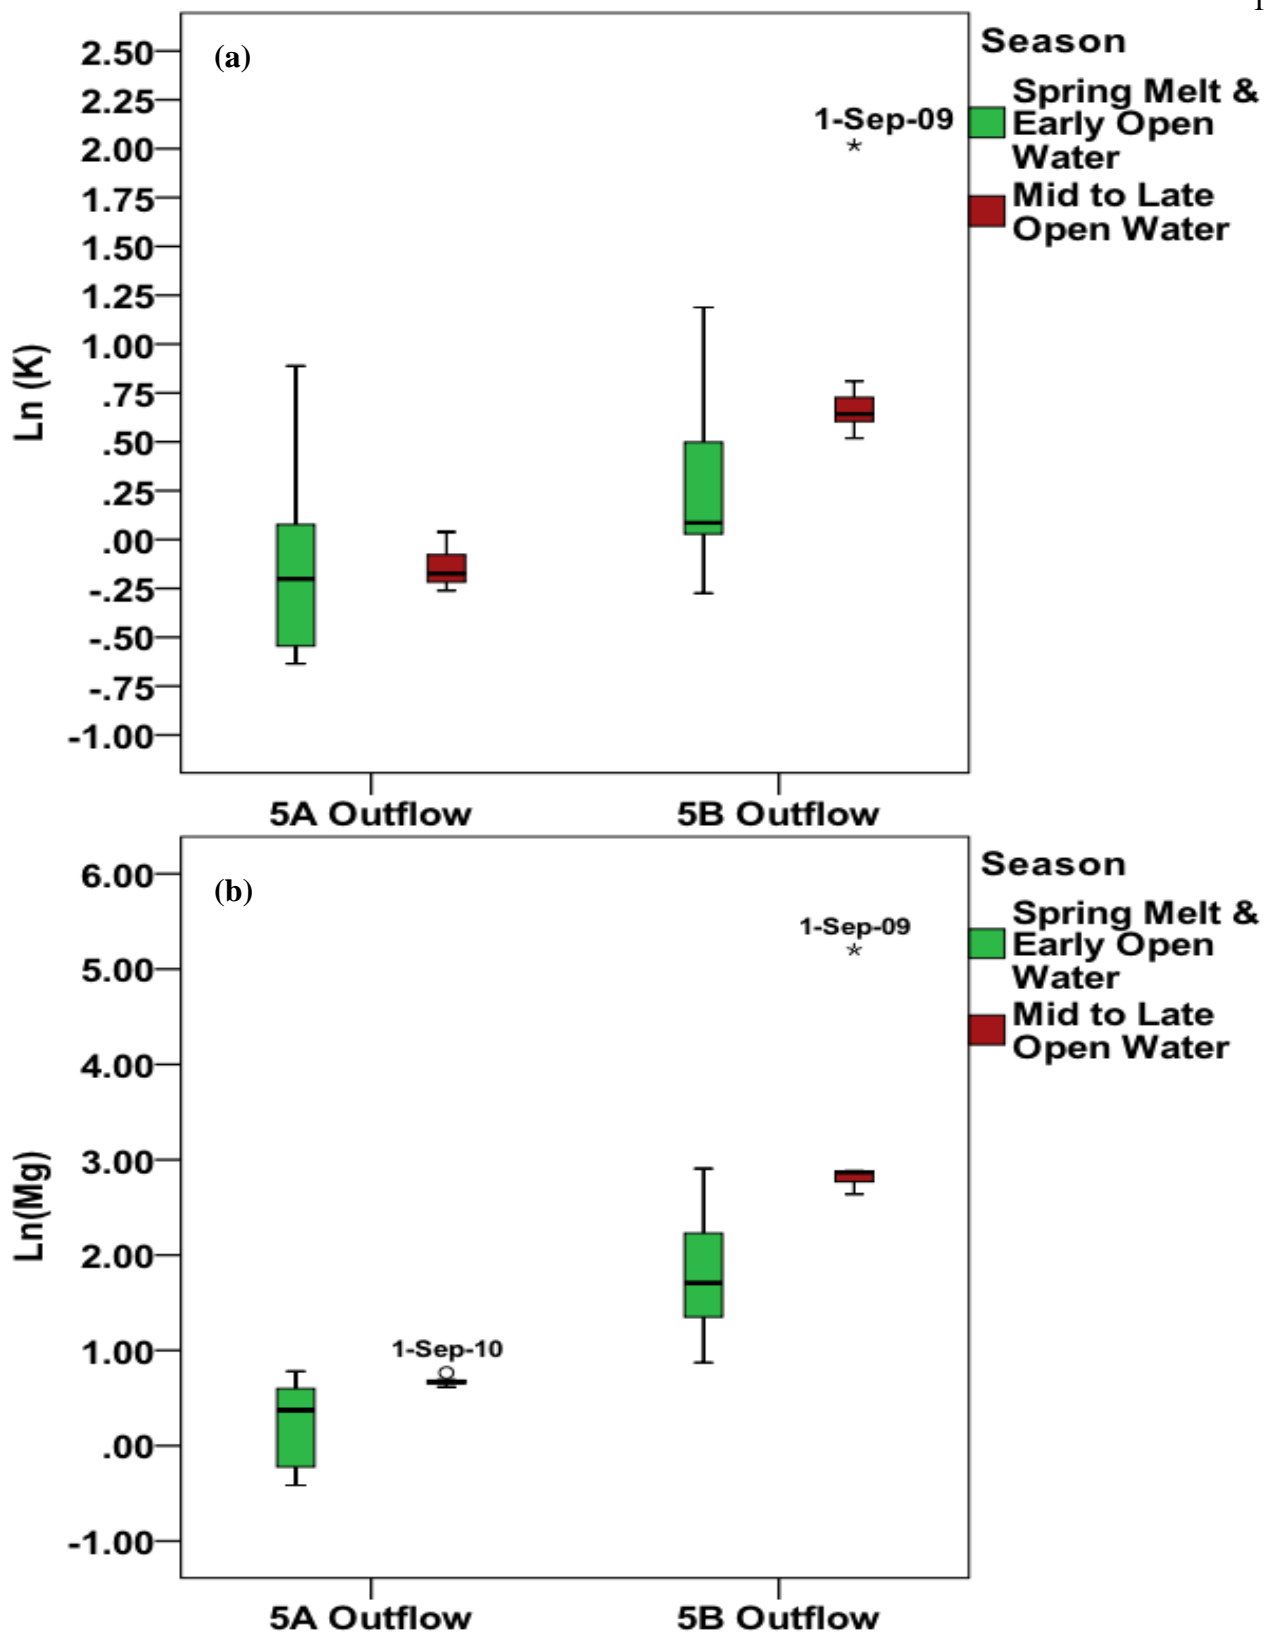 (a)
2.50
2.25
2.00
1.75
1.50
1.25
1.00
.75
.50
.25
.00
-.25
-.50
-.75
-1.00
Ln (K)
1-Sep-09
*
5A Outflow
5B Outflow
Season
Spring Melt &
Early Open
Water
Mid to Late
Open Water
(b)
6.00
5.00
4.00
3.00
2.00
1.00
.00
-1.00
Ln(Mg)
1-Sep-09
*
1-Sep-10
5A Outflow
5B Outflow
Season
Spring Melt &
Early Open
Water
Mid to Late
Open Water